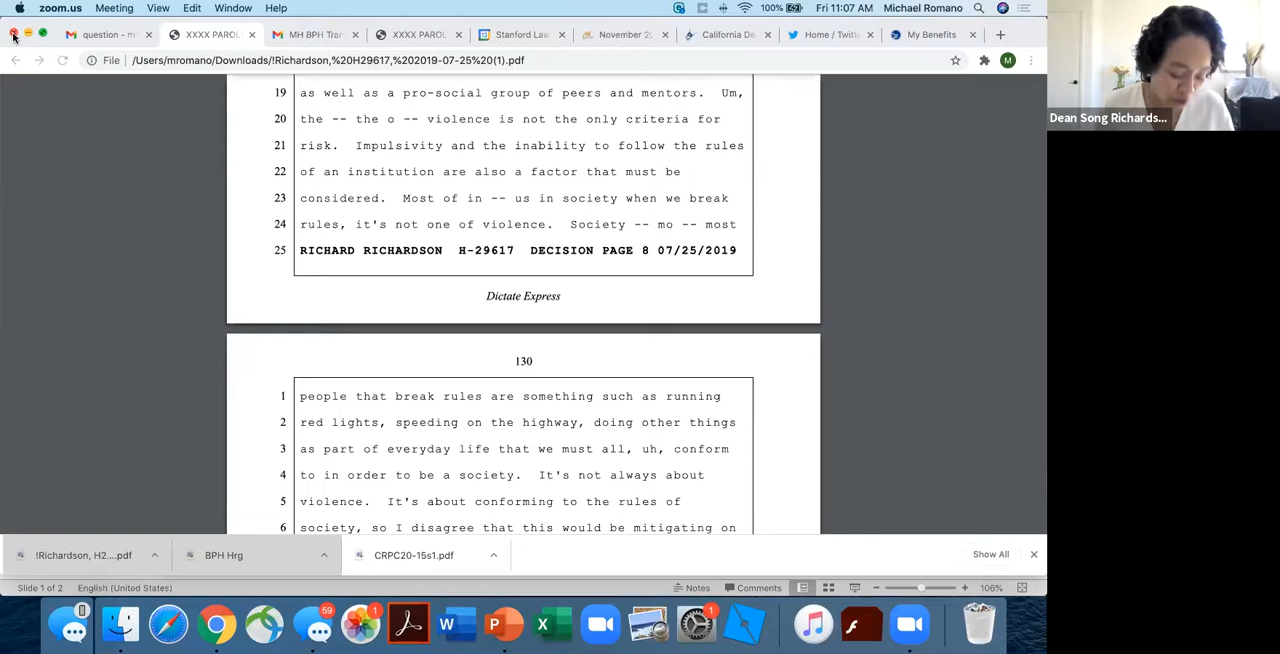 zoom.us Meeting View Edit Window Help 100% Fri 11:07 AM Michael Romano
question - m XXXX PAROL MH BPH Tran XXXX PAROL Stanford Law November 20 California De Home / Twitt My Benefits
File /Users/mromano/Downloads/!Richardson,%20H29617,%202019-07-25%20(1).pdf M
Dean Song Richards...
19 as well as a pro-social group of peers and mentors. Um,
20 the -- the o -- violence is not the only criteria for
21 risk. Impulsivity and the inability to follow the rules
22 of an institution are also a factor that must be
23 considered. Most of in -- us in society when we break
24 rules, it's not one of violence. Society -- mo -- most
25 RICHARD RICHARDSON H-29617 DECISION PAGE 8 07/25/2019
Dictate Express
130
1 people that break rules are something such as running
2 red lights, speeding on the highway, doing other things
3 as part of everyday life that we must all, uh, conform
4 to in order to be a society. It's not always about
5 violence. It's about conforming to the rules of
6 society, so I disagree that this would be mitigating on
!Richardson, H2....pdf BPH Hrg CRPC20-15s1.pdf Show All
Slide 1 of 2 English (United States) Notes Comments 106%
59 1 W P X 1